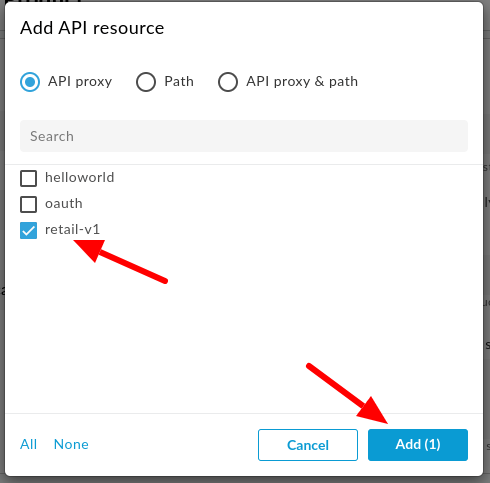 Add API resource
API proxy Path API proxy & path
Search
helloworld
oauth
retail-v1
All None Cancel Add (1)